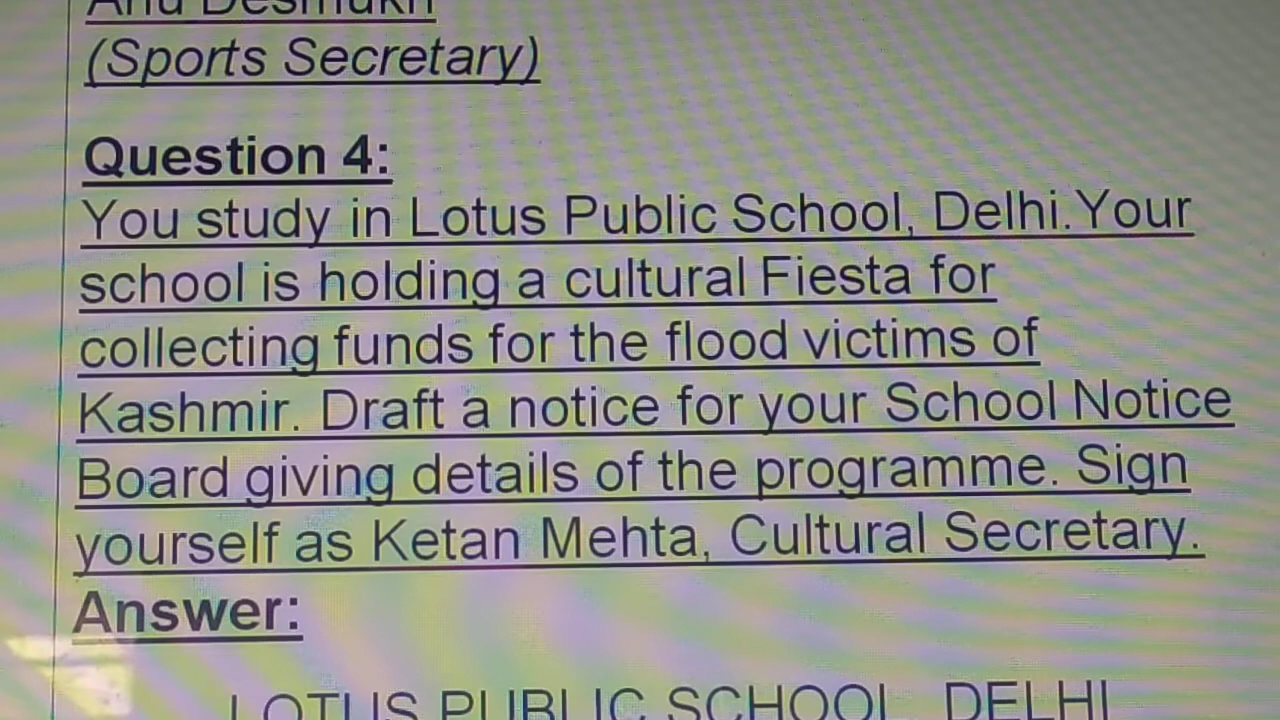 Anu Deshmukh
(Sports Secretary)
Question 4:
You study in Lotus Public School, Delhi.Your
school is holding a cultural Fiesta for
collecting funds for the flood victims of
Kashmir. Draft a notice for your School Notice
Board giving details of the programme. Sign
yourself as Ketan Mehta, Cultural Secretary.
Answer:
LOTUS PUBLIC SCHOOL, DELHI